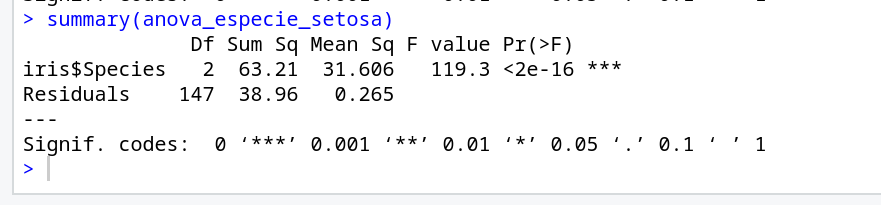 > summary(anova_especie_setosa)
              Df Sum Sq Mean Sq F value Pr(>F)
iris$Species   2  63.21  31.606   119.3 <2e-16 ***
Residuals    147  38.96   0.265
---
Signif. codes:  0 ‘***’ 0.001 ‘**’ 0.01 ‘*’ 0.05 ‘.’ 0.1 ‘ ’ 1
>